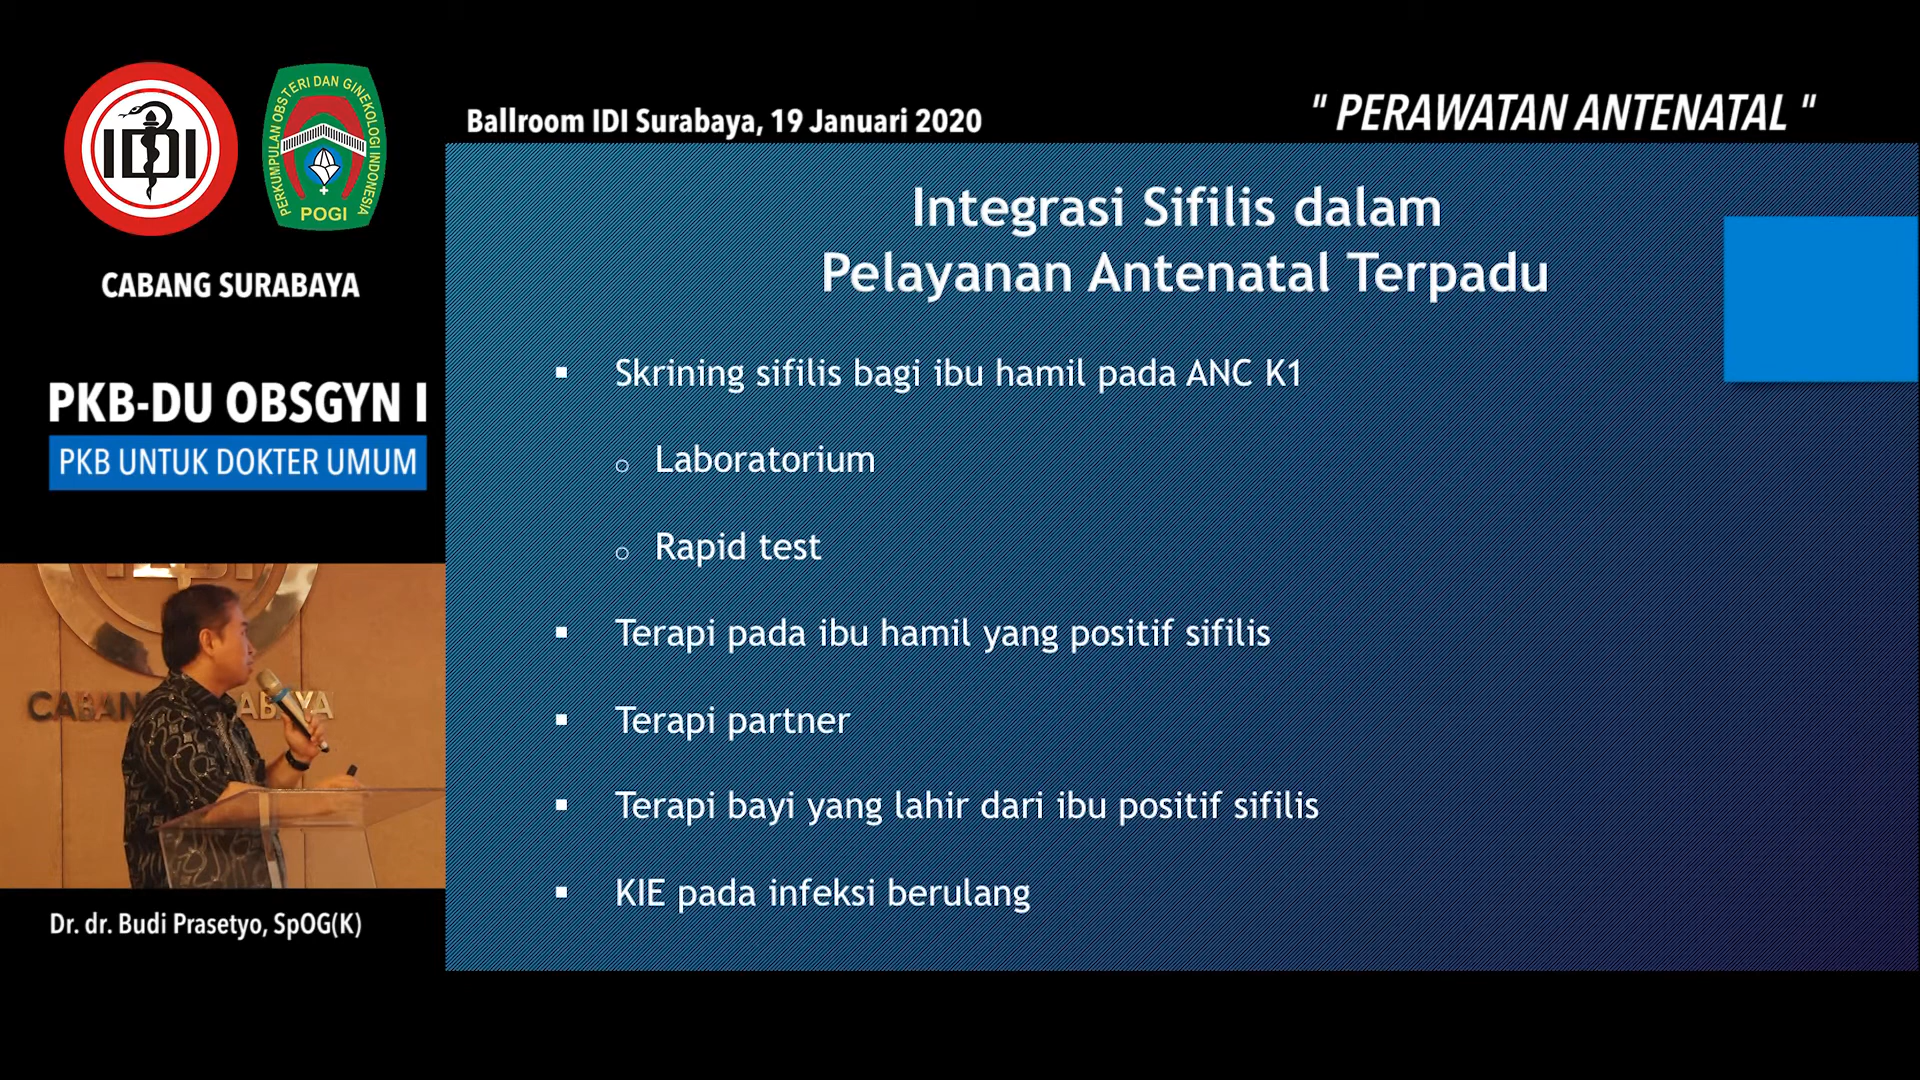 IDI
PERKUMPULAN OBSTERI DAN GINEKOLOGI INDONESIA
POGI
CABANG SURABAYA
PKB-DU OBSGYN I
PKB UNTUK DOKTER UMUM
Ballroom IDI Surabaya, 19 Januari 2020
" PERAWATAN ANTENATAL "
Integrasi Sifilis dalam
Pelayanan Antenatal Terpadu
▪ Skrining sifilis bagi ibu hamil pada ANC K1
o Laboratorium
o Rapid test
▪ Terapi pada ibu hamil yang positif sifilis
▪ Terapi partner
▪ Terapi bayi yang lahir dari ibu positif sifilis
▪ KIE pada infeksi berulang
Dr. dr. Budi Prasetyo, SpOG(K)